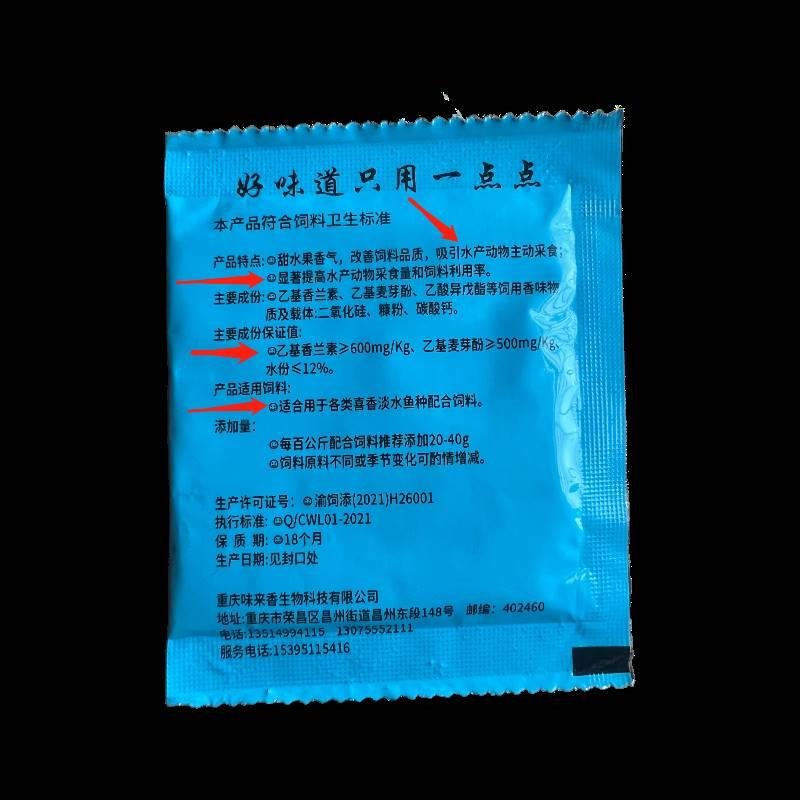 好味道只用一点点
本产品符合饲料卫生标准
产品特点:☺甜水果香气，改善饲料品质，吸引水产动物主动采食;
☺显著提高水产动物采食量和饲料利用率。
主要成份:☺乙基香兰素、乙基麦芽酚、乙酸异戊酯等饲用香味物
质及载体:二氧化硅、糠粉、碳酸钙。
主要成份保证值:
☺乙基香兰素≥600mg/Kg、乙基麦芽酚≥500mg/Kg、
水份≤12%。
产品适用饲料:
☺适合用于各类喜香淡水鱼种配合饲料。
添加量:
☺每百公斤配合饲料推荐添加20-40g
☺饲料原料不同或季节变化可酌情增减。
生产许可证号：☺渝饲添(2021)H26001
执行标准: ☺Q/CWL01-2021
保 质 期: ☺18个月
生产日期:见封口处
重庆味来香生物科技有限公司
地址:重庆市荣昌区昌州街道昌州东段148号 邮编：402460
电话:13514994115 13075552111
服务电话:15395115416